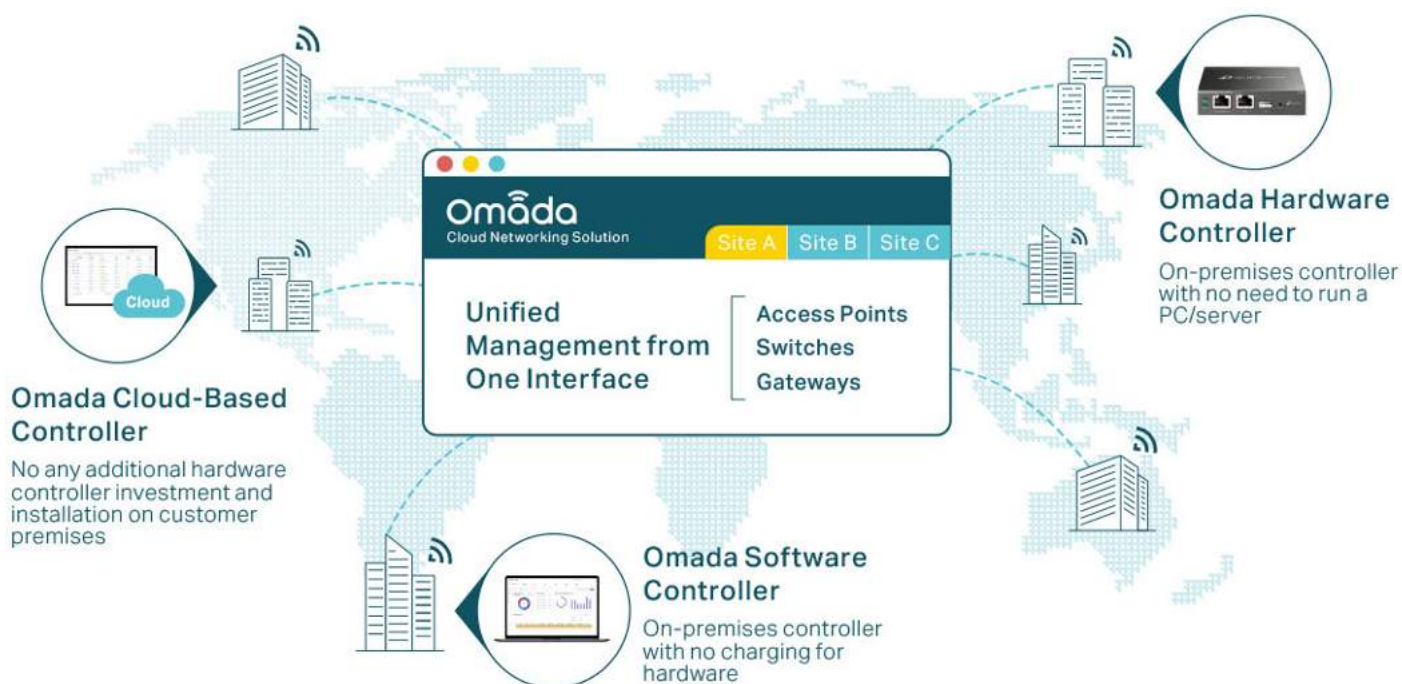 Omada
Cloud Networking Solution
Site A
Site B
Site C
Unified
Management from
One Interface
Access Points
Switches
Gateways
Omada Hardware
Controller
On-premises controller
with no need to run a
PC/server
Cloud
Omada Cloud-Based
Controller
No any additional hardware
controller investment and
installation on customer
premises
Omada Software
Controller
On-premises controller
with no charging for
hardware